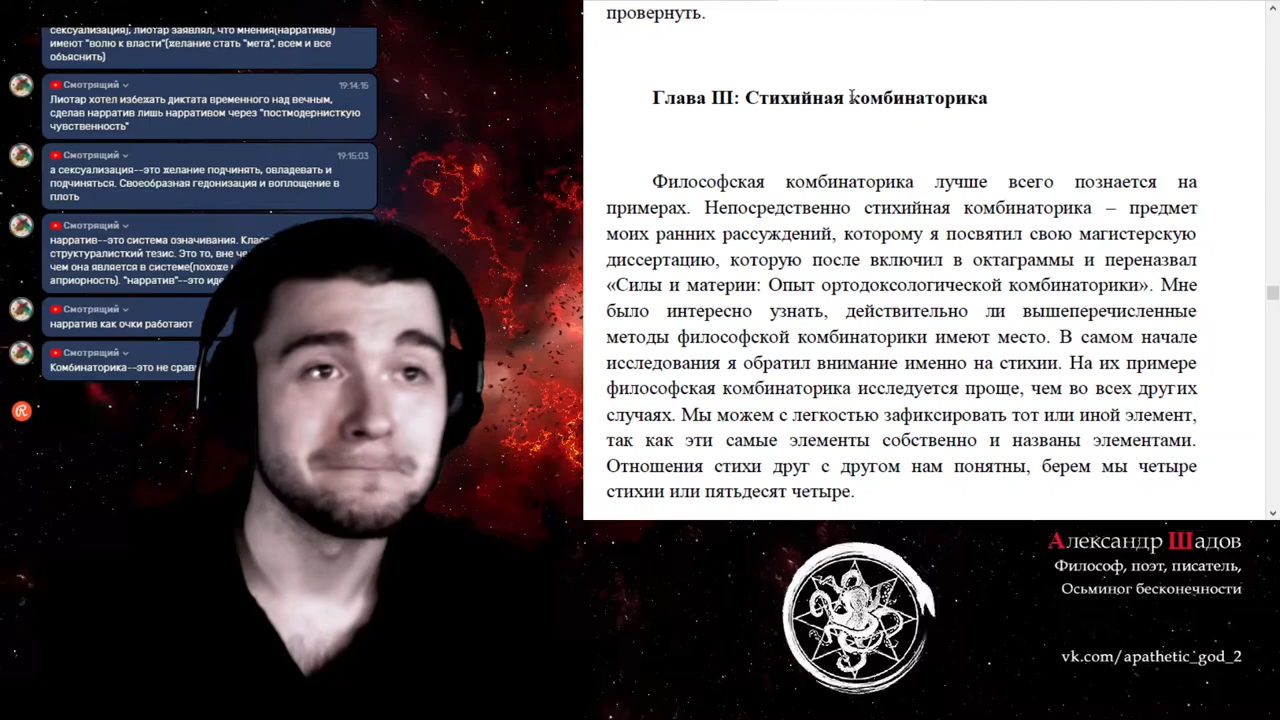 сексуализация), лиотар заявлял, что мнения(нарративы)
имеют "волю к власти"(желание стать "мета", всем и все
объяснить)
Смотрящий
19:14:15
Лиотар хотел избежать диктата временного над вечным,
сделав нарратив лишь нарративом через "постмодернисткую
чувственность"
Смотрящий
19:15:03
а сексуализация--это желание подчинять, овладевать и
подчиняться. Своеобразная гедонизация и воплощение в
плоть
Смотрящий
нарратив--это система означивания.
структуралисткий тезис. Это то, вне
чем она является в системе(похоже
априорность). "нарратив"--это
Смотрящий
нарратив как очки работают
Смотрящий
Комбинаторика--это не
провернуть.
Глава III: Стихийная комбинаторика
Философская комбинаторика лучше всего познается на
примерах. Непосредственно стихийная комбинаторика – предмет
моих ранних рассуждений, которому я посвятил свою магистерскую
диссертацию, которую после включил в октаграммы и переназвал
«Силы и материи: Опыт ортодоксологической комбинаторики». Мне
было интересно узнать, действительно ли вышеперечисленные
методы философской комбинаторики имеют место. В самом начале
исследования я обратил внимание именно на стихии. На их примере
философская комбинаторика исследуется проще, чем во всех других
случаях. Мы можем с легкостью зафиксировать тот или иной элемент,
так как эти самые элементы собственно и названы элементами.
Отношения стихи друг с другом нам понятны, берем мы четыре
стихии или пятьдесят четыре.
Александр Шадов
Философ, поэт, писатель,
Осьминог бесконечности
vk.com/apathetic_god_2